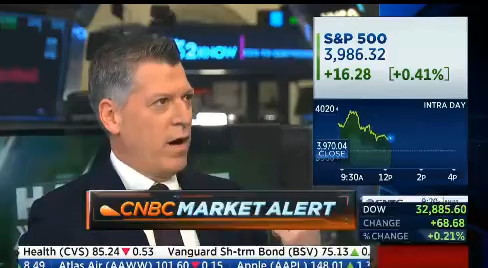 S&P 500
3,986.32
+16.28 [+0.41%]
INTRA DAY
4020
3,970.04
CLOSE
9:30A 12P 2P 4P
CNBC MARKET ALERT
DOW 32,885.60
CHANGE +68.68
%CHANGE +0.21%
Health (CVS) 85.24 ▼ 0.53 Vanguard Sh-trm Bond (BSV) 75.13 ▲
8.49 Atlas Air (AAWW) 101.60 ▼ 0.15 Apple (AAPL) 148.01 ▲